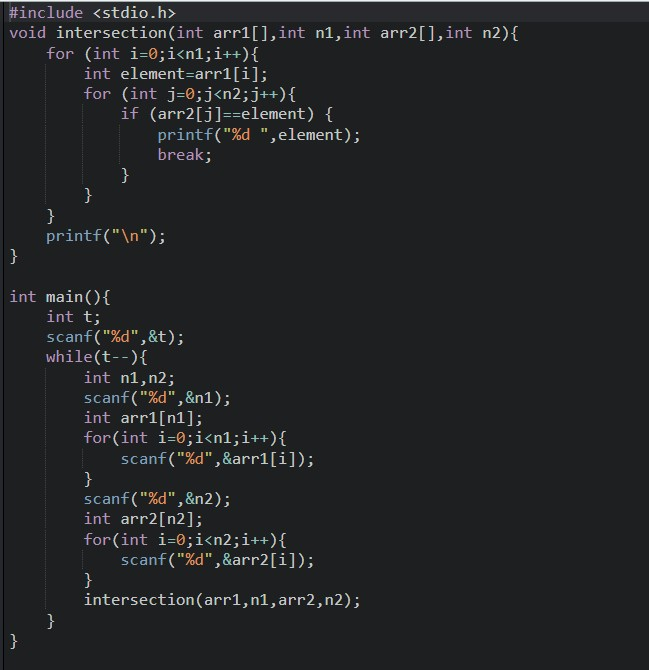 #include <stdio.h>
void intersection(int arr1[],int n1,int arr2[],int n2){
    for (int i=0;i<n1;i++){
        int element=arr1[i];
        for (int j=0;j<n2;j++){
            if (arr2[j]==element) {
                printf("%d ",element);
                break;
            }
        }
    }
    printf("\n");
}

int main(){
    int t;
    scanf("%d",&t);
    while(t--){
        int n1,n2;
        scanf("%d",&n1);
        int arr1[n1];
        for(int i=0;i<n1;i++){
            scanf("%d",&arr1[i]);
        }
        scanf("%d",&n2);
        int arr2[n2];
        for(int i=0;i<n2;i++){
            scanf("%d",&arr2[i]);
        }
        intersection(arr1,n1,arr2,n2);
    }
}